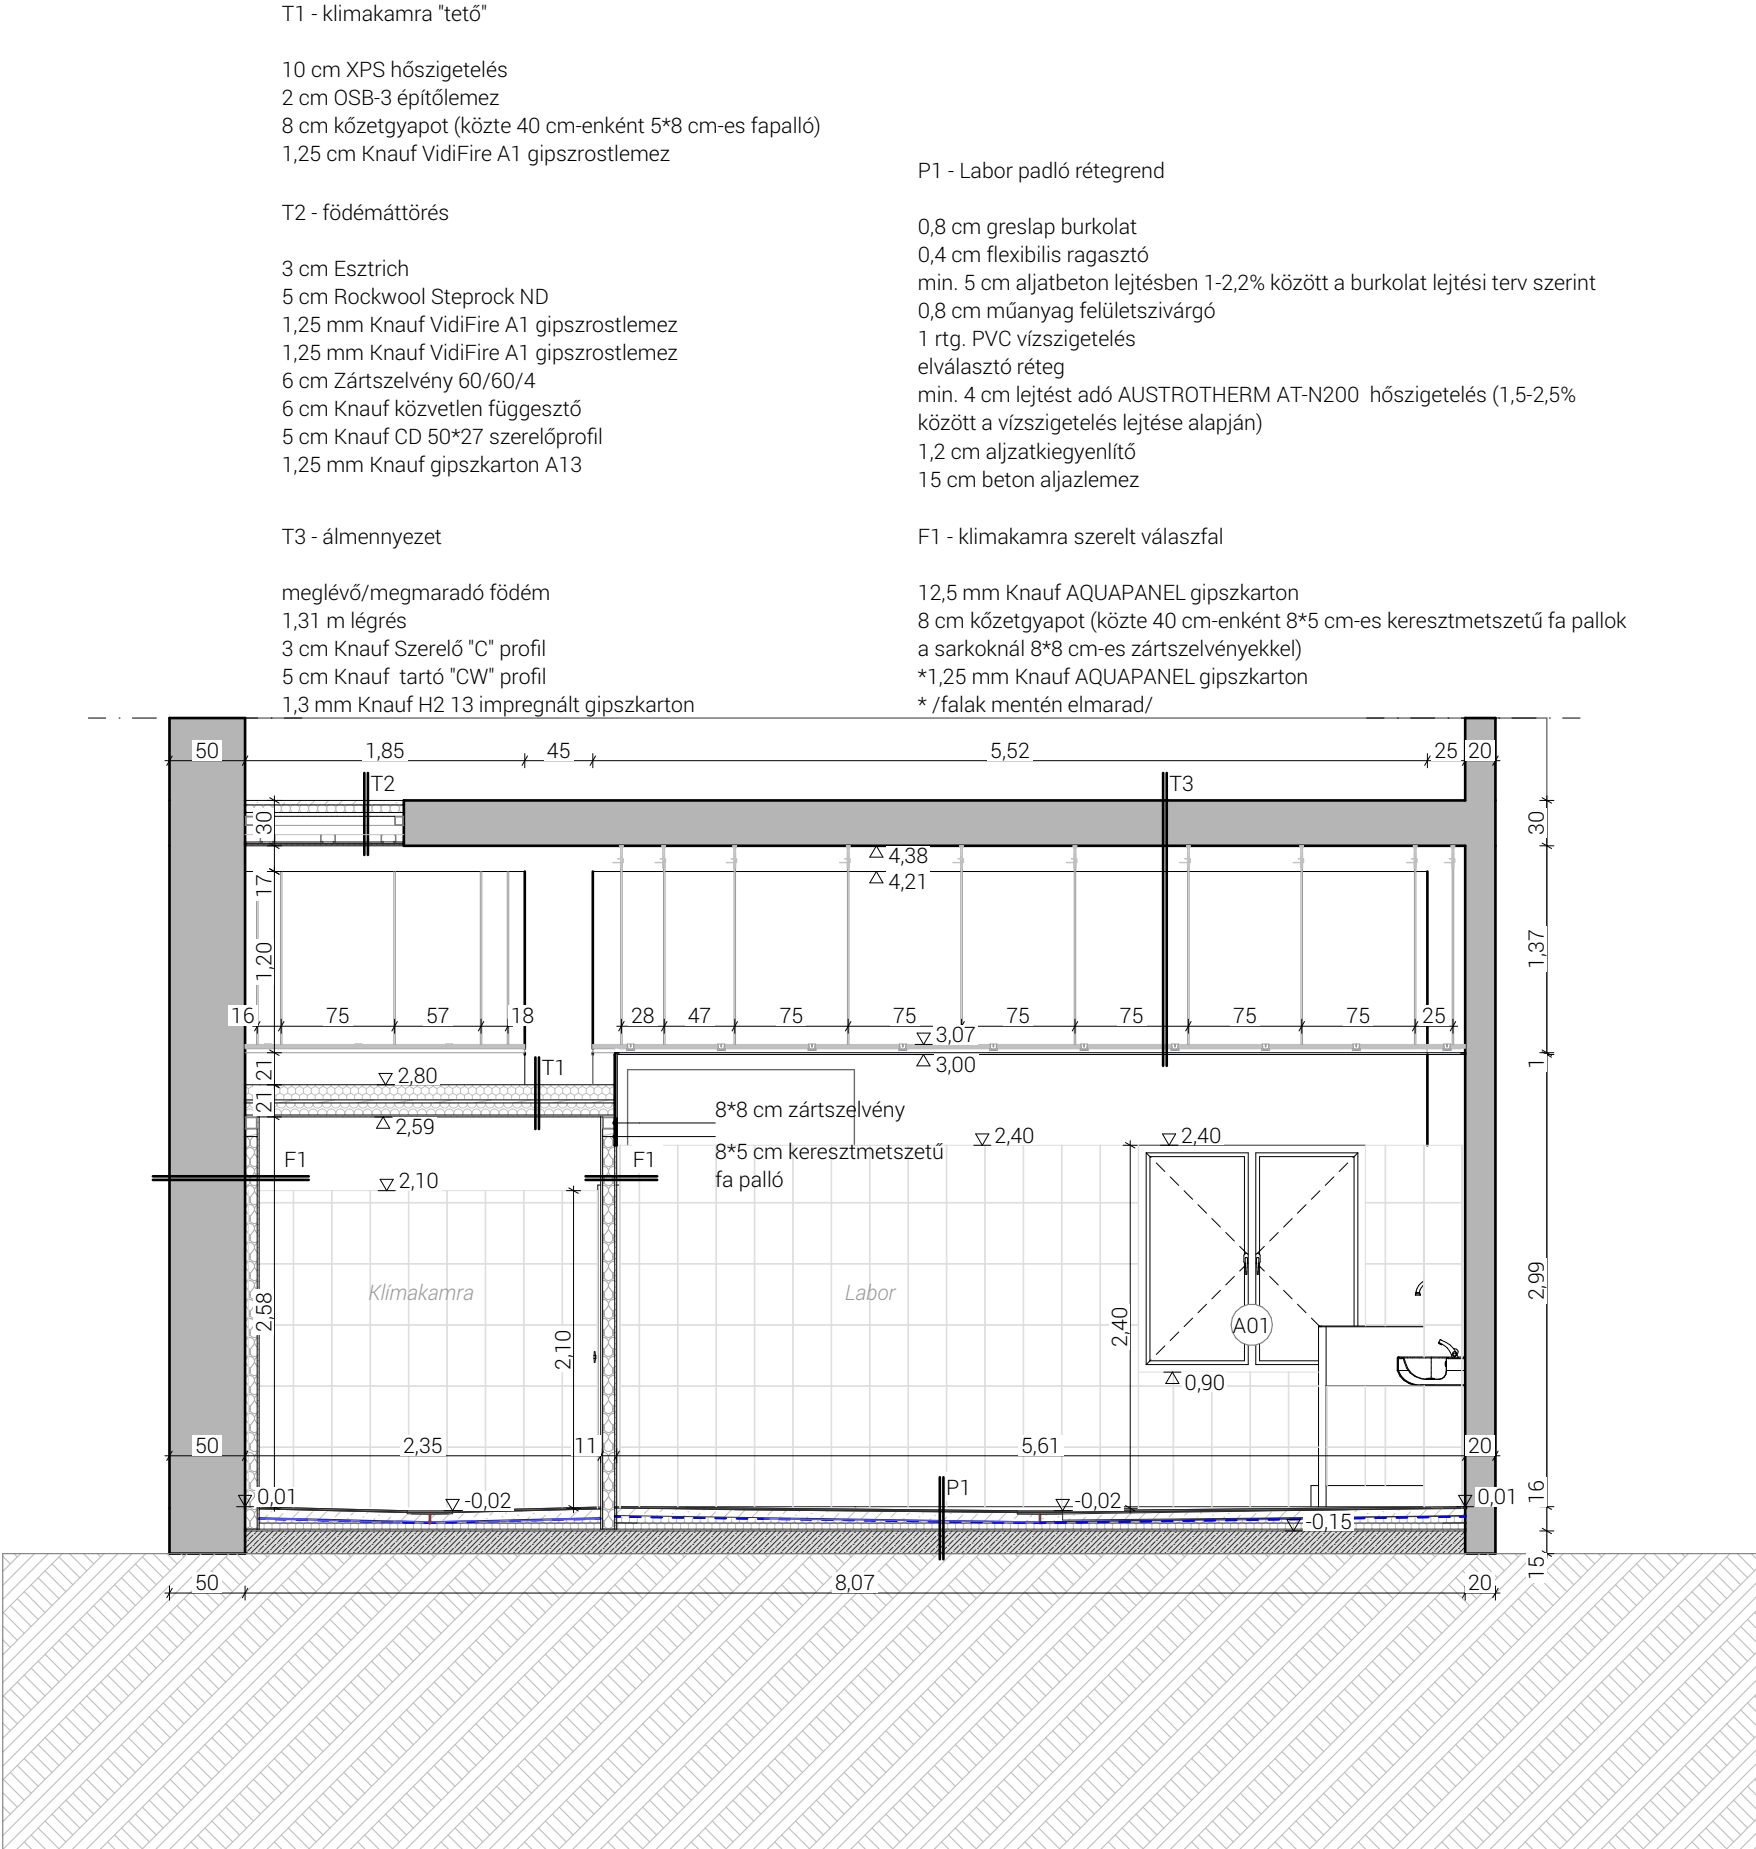 T1 - klimakamra "tető"
10 cm XPS hőszigetelés
2 cm OSB-3 építőlemez
8 cm kőzetgyapot (közte 40 cm-enként 5*8 cm-es fapalló)
1,25 cm Knauf VidiFire A1 gipszrostlemez
T2 - födémáttörés
3 cm Esztrich
5 cm Rockwool Steprock ND
1,25 mm Knauf VidiFire A1 gipszrostlemez
1,25 mm Knauf VidiFire A1 gipszrostlemez
6 cm Zártszelvény 60/60/4
6 cm Knauf közvetlen függesztő
5 cm Knauf CD 50*27 szerelőprofil
1,25 mm Knauf gipszkarton A13
T3 - álmennyezet
meglévő/megmaradó födém
1,31 m légrés
3 cm Knauf Szerelő "C" profil
5 cm Knauf  tartó "CW" profil
1,3 mm Knauf H2 13 impregnált gipszkarton
P1 - Labor padló rétegrend
0,8 cm greslap burkolat
0,4 cm flexibilis ragasztó
min. 5 cm aljatbeton lejtésben 1-2,2% között a burkolat lejtési terv szerint
0,8 cm műanyag felületszivárgó
1 rtg. PVC vízszigetelés
elválasztó réteg
min. 4 cm lejtést adó AUSTROTHERM AT-N200  hőszigetelés (1,5-2,5%
között a vízszigetelés lejtése alapján)
1,2 cm aljzatkiegyenlítő
15 cm beton aljazlemez
F1 - klimakamra szerelt válaszfal
12,5 mm Knauf AQUAPANEL gipszkarton
8 cm kőzetgyapot (közte 40 cm-enként 8*5 cm-es keresztmetszetű fa pallok
a sarkoknál 8*8 cm-es zártszelvényekkel)
*1,25 mm Knauf AQUAPANEL gipszkarton
* /falak mentén elmarad/
50 1,85 45 5,52 25 20
T2 T3
30 30
4,38
17 4,21
1,20 1,37
16 75 57 18 28 47 75 75 75 75 75 75 25
3,07
3,00 1
21 2,80 T1
21 2,59
8*8 cm zártszelvény
2,40 2,40
8*5 cm keresztmetszetű
fa palló
F1 F1
2,10
Klímakamra Labor
2,58 2,10 2,40 2,99
A01
0,90
50 2,35 11 5,61 20
P1
0,01 -0,02 -0,02 0,01 16
-0,15
15
50 8,07 20